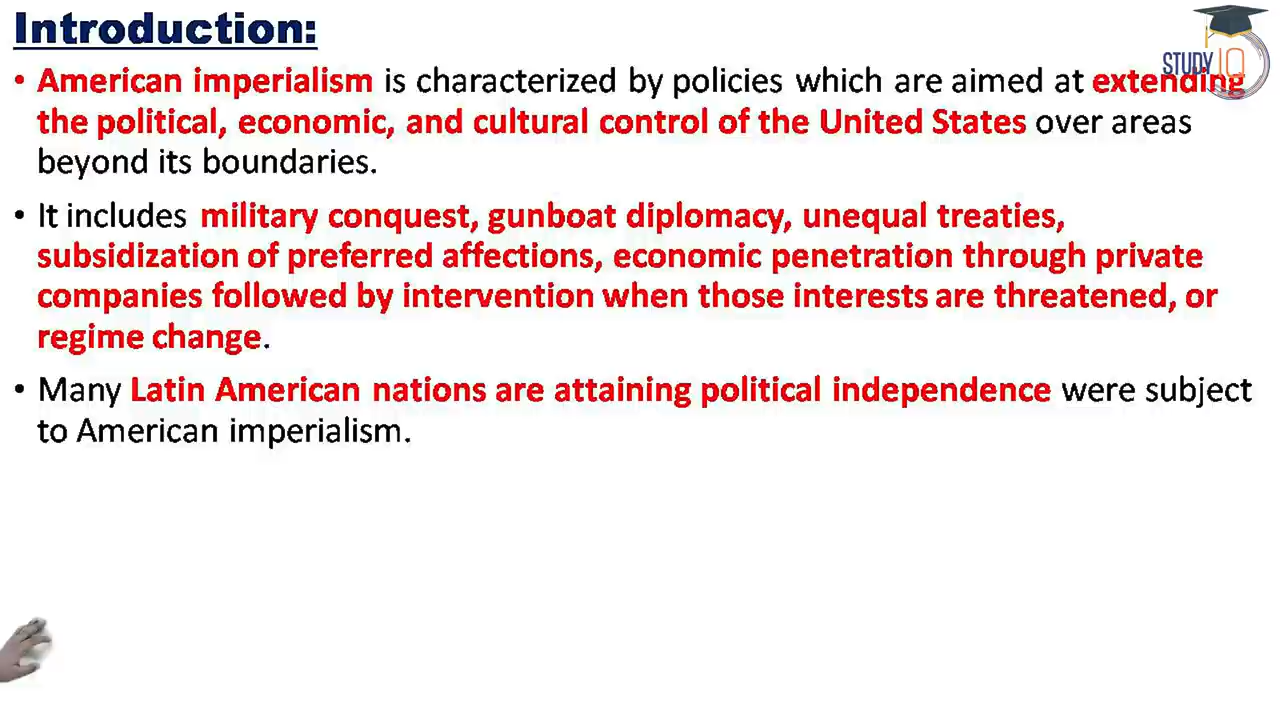 Introduction:
STUDY IQ
• American imperialism is characterized by policies which are aimed at extending
the political, economic, and cultural control of the United States over areas
beyond its boundaries.
• It includes military conquest, gunboat diplomacy, unequal treaties,
subsidization of preferred affections, economic penetration through private
companies followed by intervention when those interests are threatened, or
regime change.
• Many Latin American nations are attaining political independence were subject
to American imperialism.